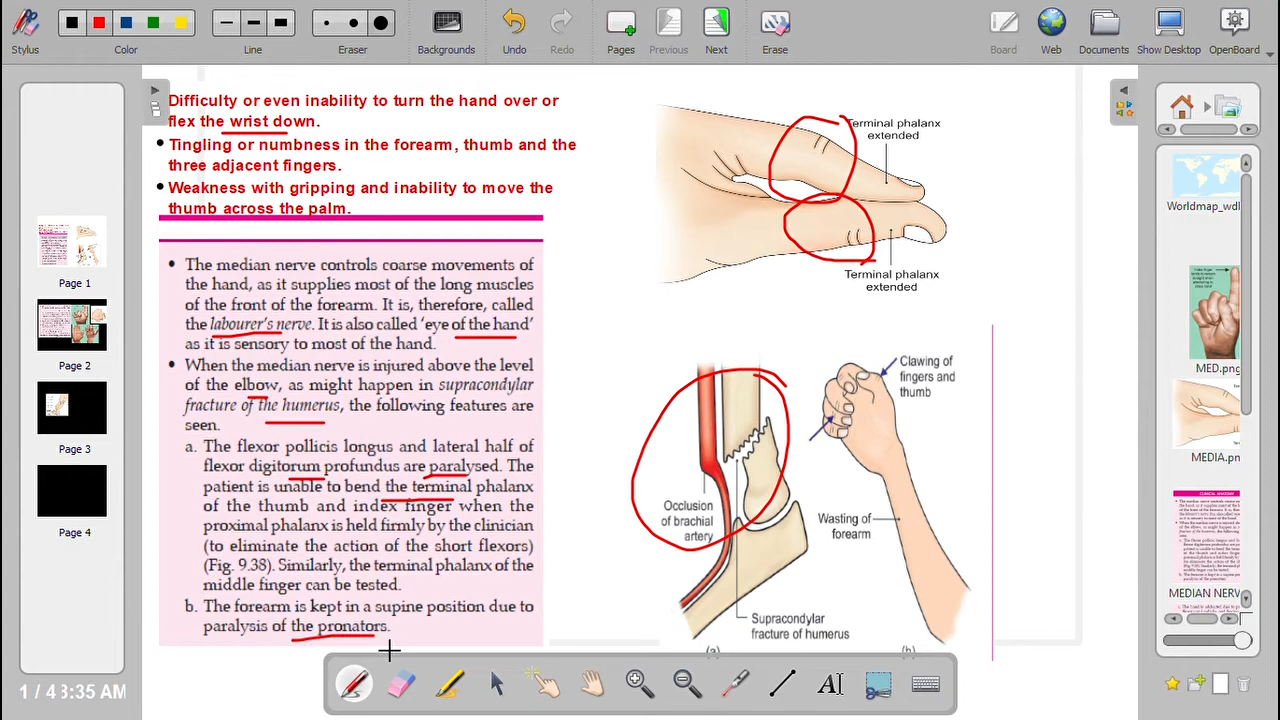 Stylus
Color
Line
Eraser
Backgrounds
Undo
Redo
Pages
Previous
Next
Erase
Board
Web
Documents
Show Desktop
OpenBoard
Page 1
Page 2
Page 3
Page 4
Difficulty or even inability to turn the hand over or
flex the wrist down.
• Tingling or numbness in the forearm, thumb and the
three adjacent fingers.
• Weakness with gripping and inability to move the
thumb across the palm.
• The median nerve controls coarse movements of
the hand, as it supplies most of the long muscles
of the front of the forearm. It is, therefore, called
the labourer's nerve. It is also called 'eye of the hand'
as it is sensory to most of the hand.
• When the median nerve is injured above the level
of the elbow, as might happen in supracondylar
fracture of the humerus, the following features are
seen.
a. The flexor pollicis longus and lateral half of
flexor digitorum profundus are paralysed. The
patient is unable to bend the terminal phalanx
of the thumb and index finger when the
proximal phalanx is held firmly by the clinician
(to eliminate the action of the short flexors)
(Fig. 9.38). Similarly, the terminal phalanx of the
middle finger can be tested.
b. The forearm is kept in a supine position due to
paralysis of the pronators.
Terminal phalanx
extended
Terminal phalanx
extended
Occlusion
of brachial
artery
Supracondylar
fracture of humerus
(a)
Clawing of
fingers and
thumb
Wasting of
forearm
(b)
Worldmap_wdl
MED.png
MEDIA.pn
MEDIAN NERV
1 / 4
3:35 AM